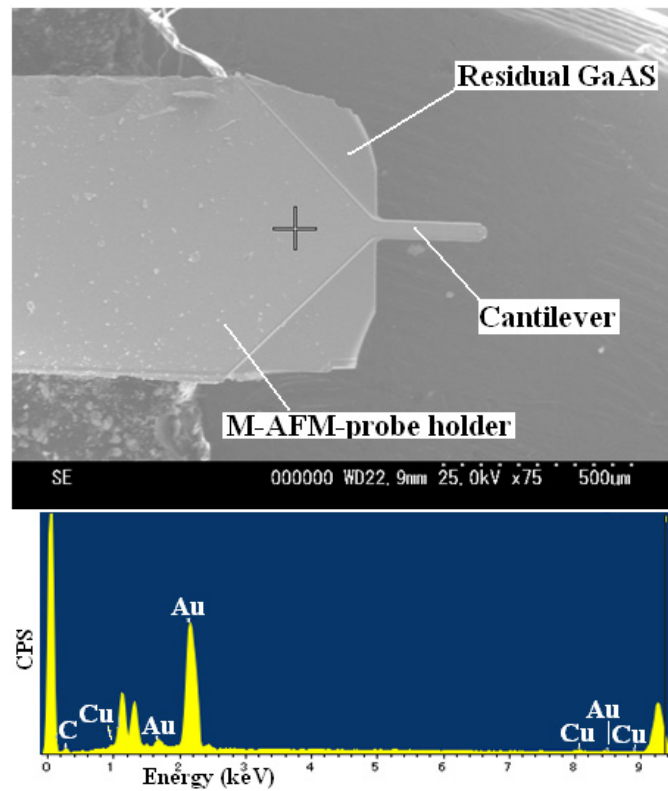 Residual GaAS
Cantilever
M-AFM-probe holder
SE 000000 WD22.9mm 25.0kV x75 500um
CPS
Au
Cu
C
Au
Au
Cu
Cu
0 1 2 3 4 5 6 7 8 9
Energy (keV)